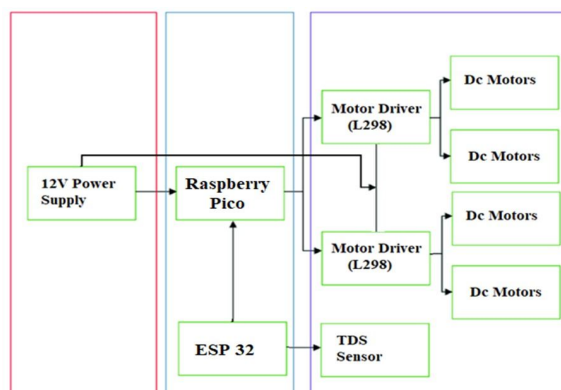 Dc Motors
Motor Driver
(L298)
Dc Motors
12V Power
Supply
Raspberry
Pico
Dc Motors
Motor Driver
(L298)
Dc Motors
ESP 32
TDS
Sensor